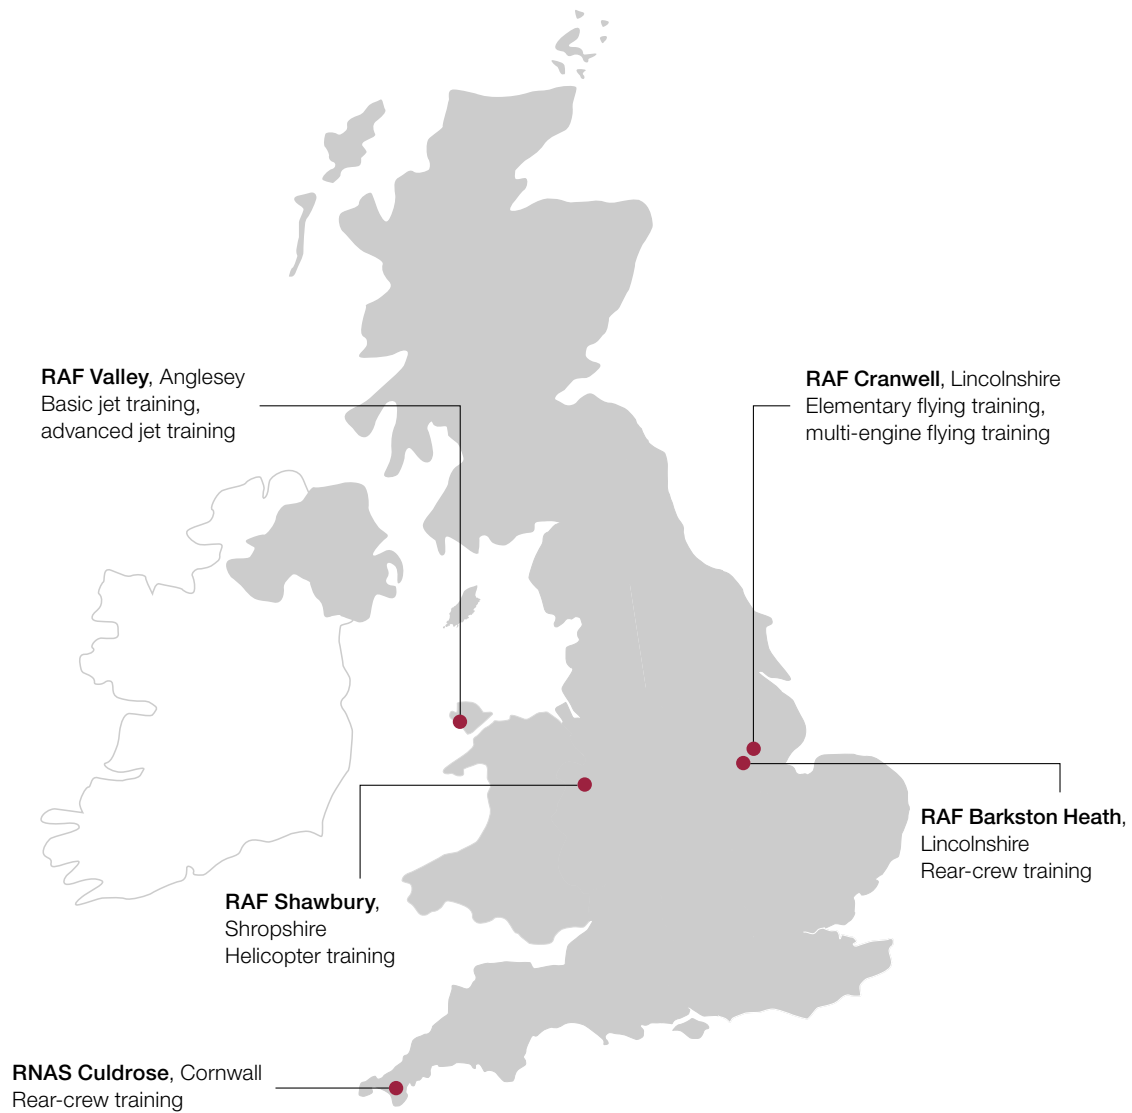 RAF Valley, Anglesey
Basic jet training,
advanced jet training
RAF Cranwell, Lincolnshire
Elementary flying training,
multi-engine flying training
RAF Barkston Heath,
Lincolnshire
Rear-crew training
RAF Shawbury,
Shropshire
Helicopter training
RNAS Culdrose, Cornwall
Rear-crew training